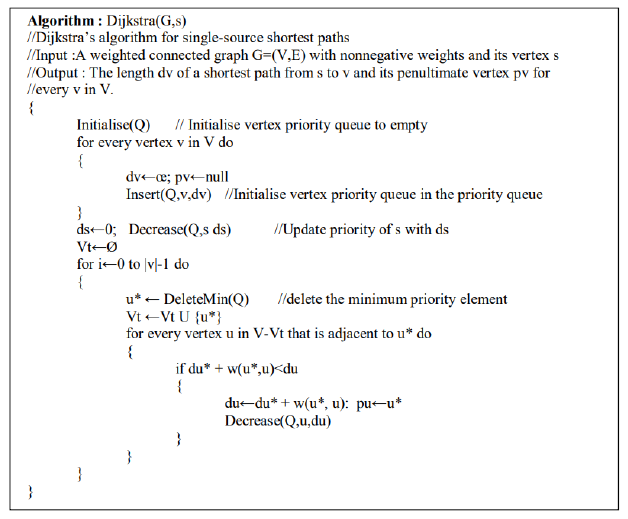 Algorithm : Dijkstra(G,s)
//Dijkstra’s algorithm for single-source shortest paths
//Input :A weighted connected graph G=(V,E) with nonnegative weights and its vertex s
//Output : The length dv of a shortest path from s to v and its penultimate vertex pv for
//every v in V.
{
Initialise(Q) // Initialise vertex priority queue to empty
for every vertex v in V do
{
dv←œ; pv←null
Insert(Q,v,dv) //Initialise vertex priority queue in the priority queue
}
ds←0; Decrease(Q,s ds) //Update priority of s with ds
Vt←Ø
for i←0 to |v|-1 do
{
u* ← DeleteMin(Q) //delete the minimum priority element
Vt ←Vt U {u*}
for every vertex u in V-Vt that is adjacent to u* do
{
if du* + w(u*,u)<du
{
du←du* + w(u*, u): pu←u*
Decrease(Q,u,du)
}
}
}
}